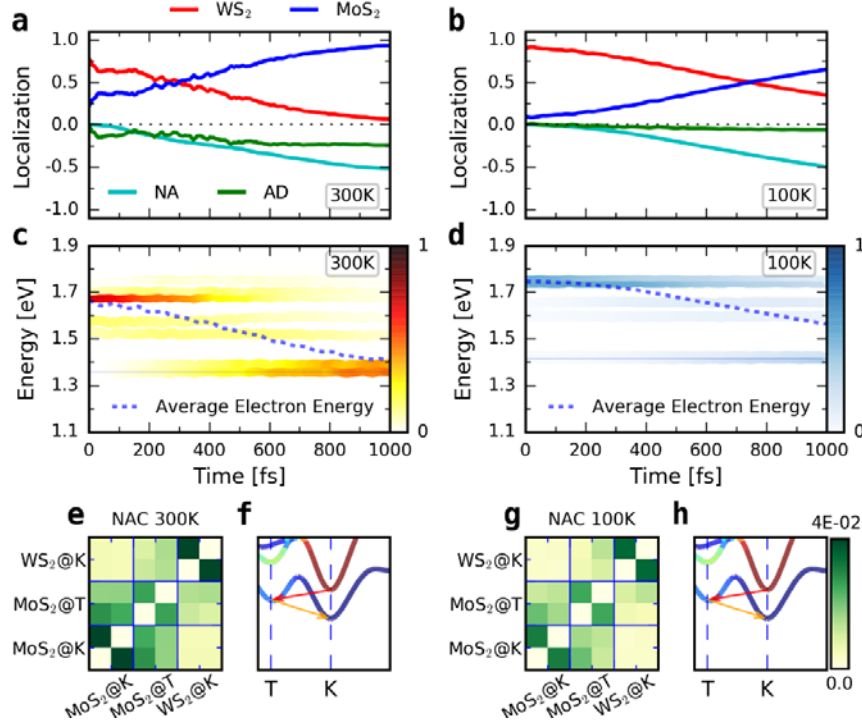 WS₂ MoS₂
a
Localization
1.0
0.5
0.0
-0.5
-1.0
NA AD
300K
b
Localization
1.0
0.5
0.0
-0.5
-1.0
100K
c
Energy [eV]
1.9
1.7
1.5
1.3
1.1
300K
Average Electron Energy
1
0
0 200 400 600 800 1000
Time [fs]
d
Energy [eV]
1.9
1.7
1.5
1.3
1.1
100K
Average Electron Energy
1
0
0 200 400 600 800 1000
Time [fs]
e NAC 300K
WS₂@K
MoS₂@T
MoS₂@K
MoS₂@K MoS₂@T WS₂@K
f
T K
g NAC 100K
WS₂@K
MoS₂@T
MoS₂@K
MoS₂@K MoS₂@T WS₂@K
h
T K
4E-02
0.0